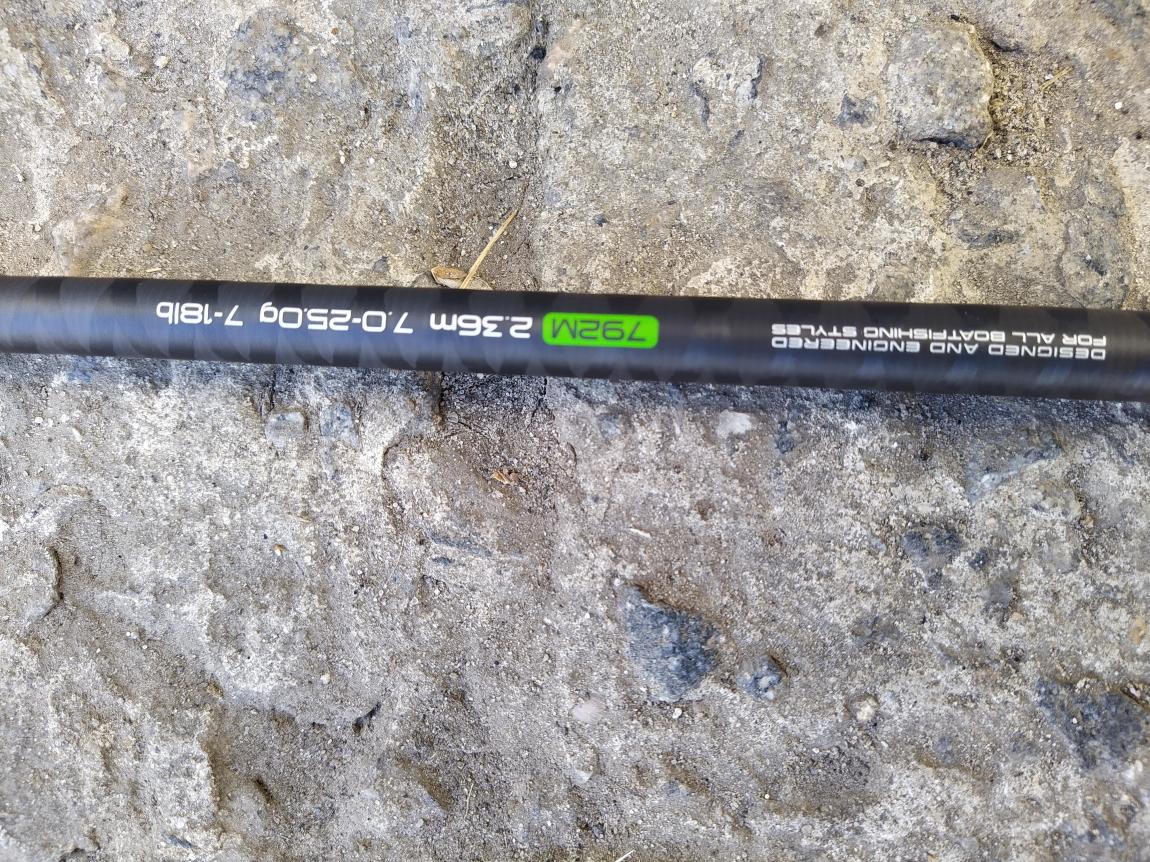 DESIGNED AND ENGINEERED
FOR ALL BOATFISHING STYLES
792M 2.36m 7.0-25.0g 7-18lb